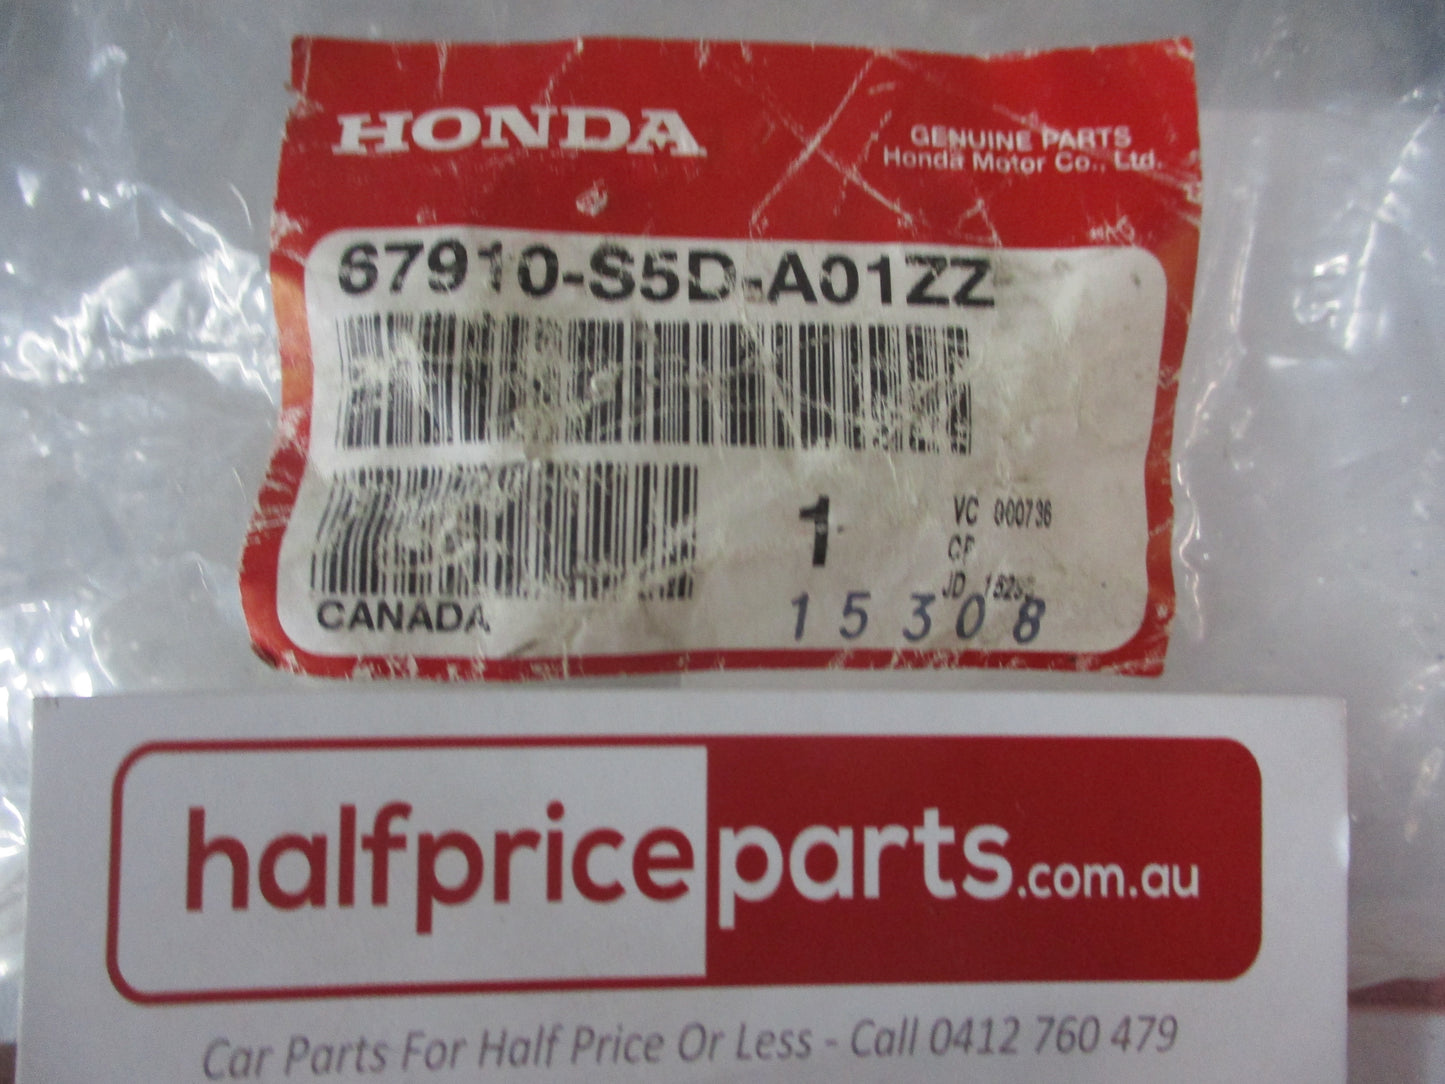 HONDA
GENUINE PARTS
Honda Motor Co., Ltd.
67910-S5D-A01ZZ
1
VC 000736
CANADA
15308
halfpriceparts.com.au
Car Parts For Half Price Or Less - Call 0412 760 479